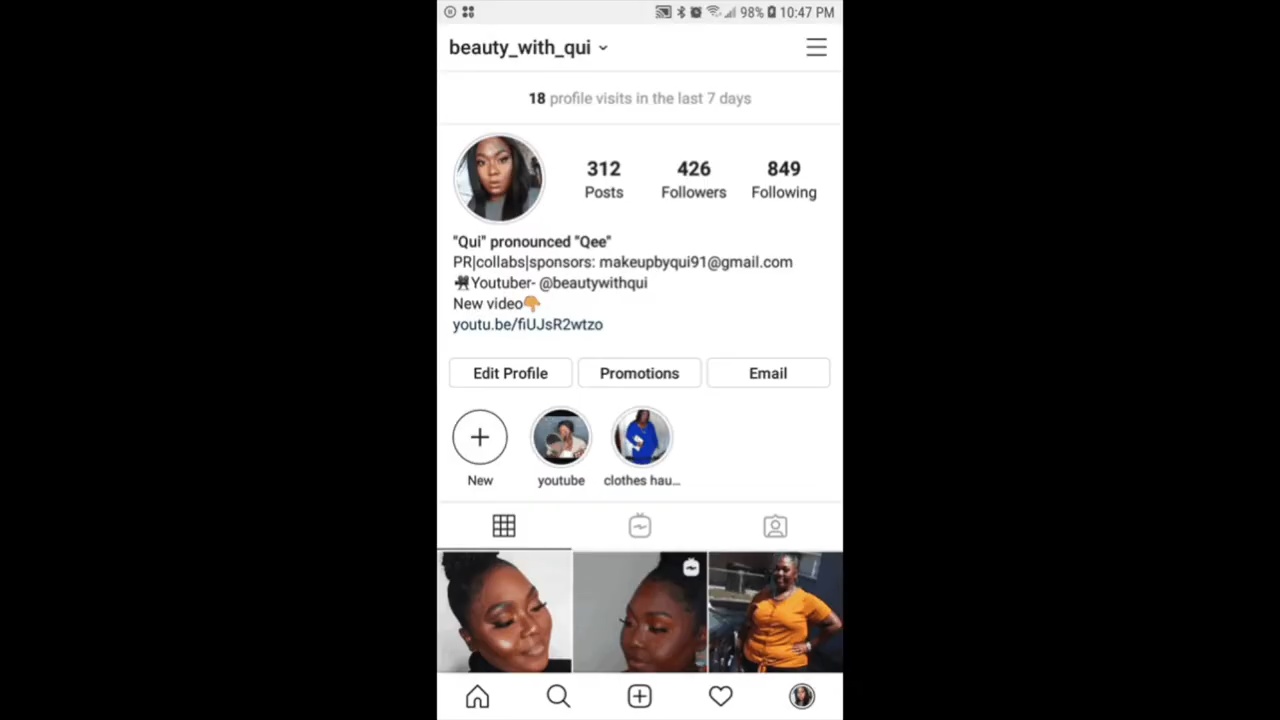 98% 10:47 PM
beauty_with_qui
18 profile visits in the last 7 days
312 426 849
Posts Followers Following
"Qui" pronounced "Qee"
PR|collabs|sponsors: makeupbyqui91@gmail.com
🎥Youtuber- @beautywithqui
New video👇
youtu.be/fiUJsR2wtzo
Edit Profile Promotions Email
New youtube clothes hau...